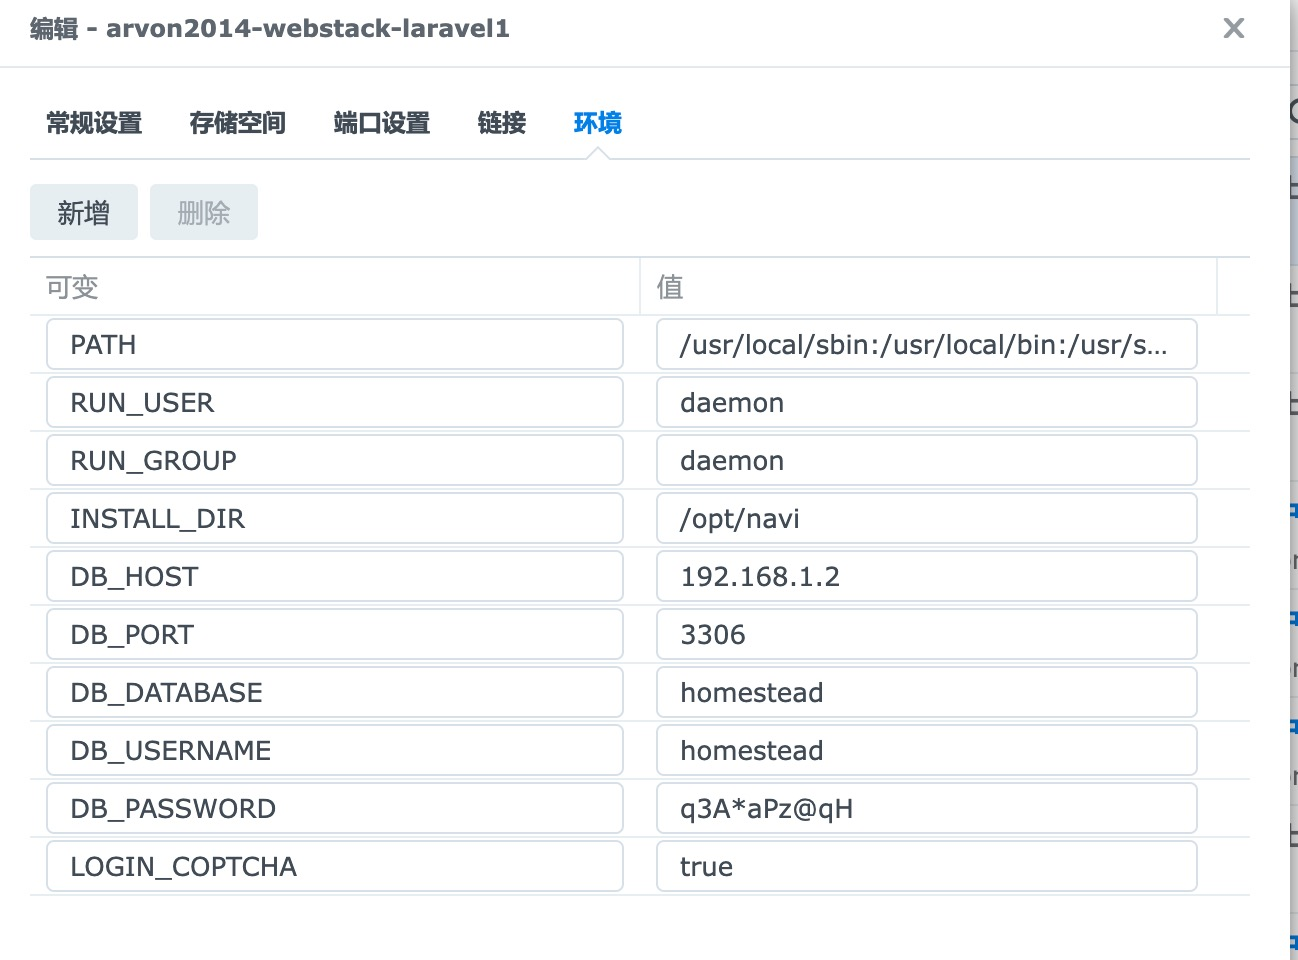 编辑 - arvon2014-webstack-laravel1
常规设置 存储空间 端口设置 链接 环境
新增 删除
可变 值
PATH /usr/local/sbin:/usr/local/bin:/usr/s...
RUN_USER daemon
RUN_GROUP daemon
INSTALL_DIR /opt/navi
DB_HOST 192.168.1.2
DB_PORT 3306
DB_DATABASE homestead
DB_USERNAME homestead
DB_PASSWORD q3A*aPz@qH
LOGIN_COPTCHA true